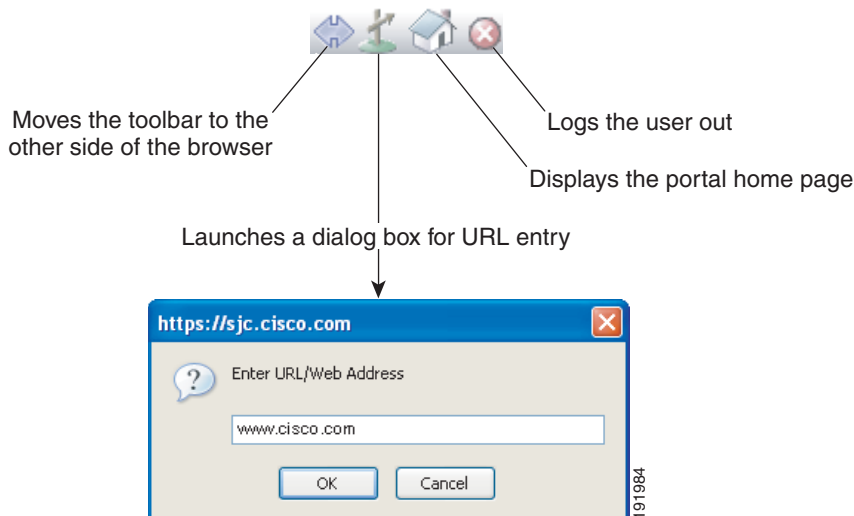 Moves the toolbar to the
other side of the browser
Logs the user out
Displays the portal home page
Launches a dialog box for URL entry
https://sjc.cisco.com
Enter URL/Web Address
www.cisco.com
OK
Cancel
191984